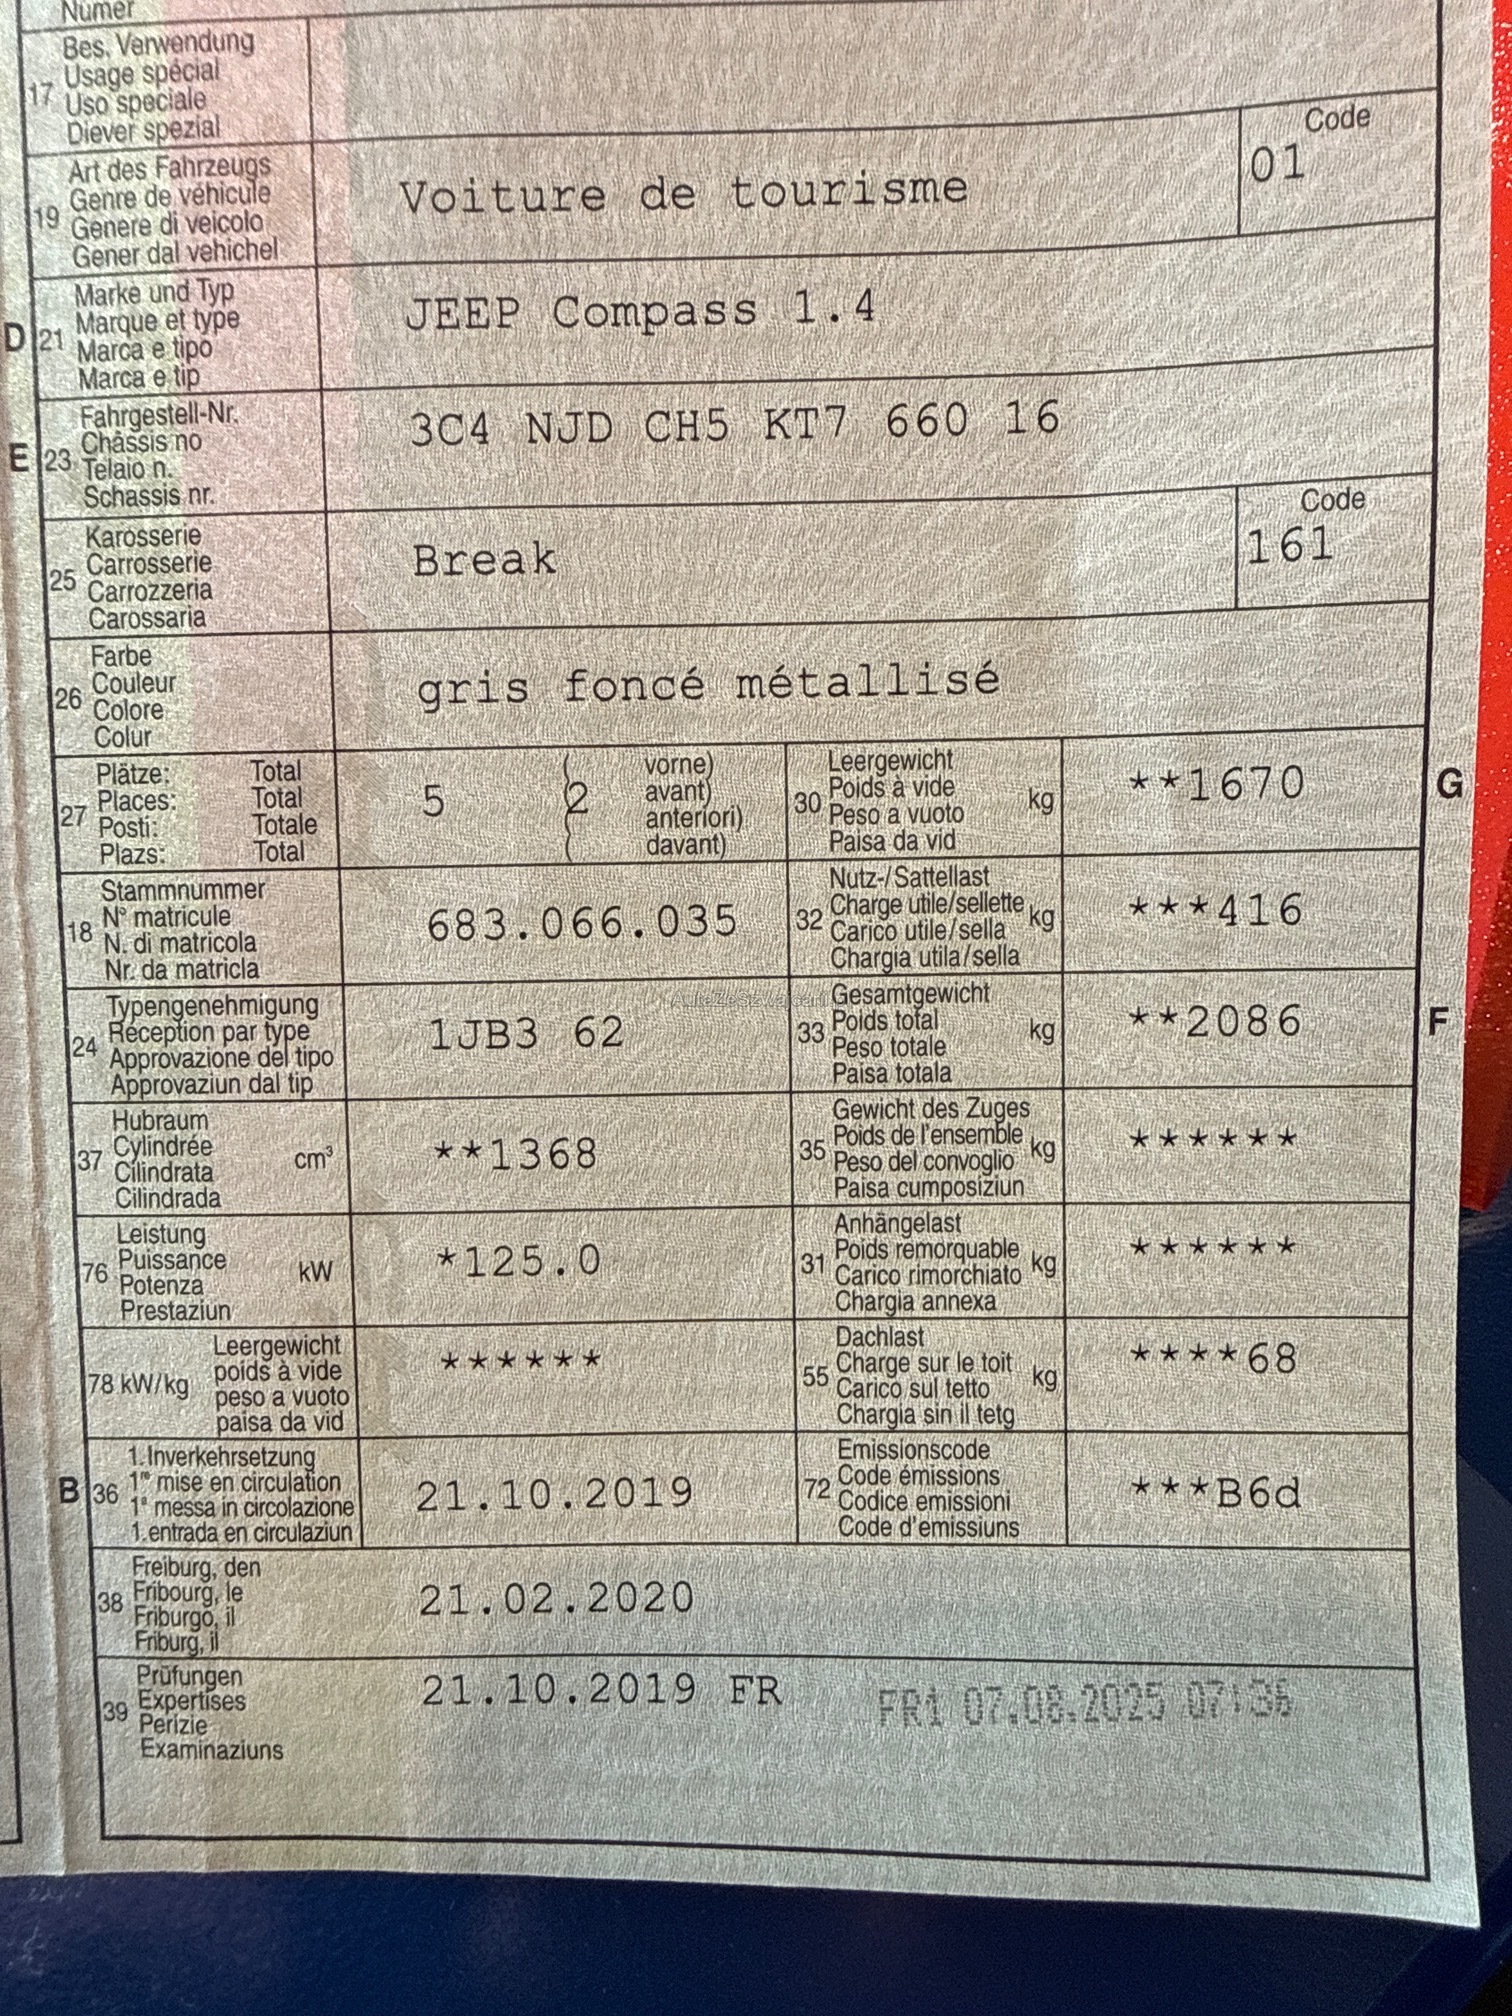 Numer
17 Bes. Verwendung
Usage spécial
Uso speciale
Diever spezial
19 Art des Fahrzeugs
Genre de véhicule
Genere di veicolo
Gener dal vehichel
Voiture de tourisme
Code
01
D 21 Marke und Typ
Marque et type
Marca e tipo
Marca e tip
JEEP Compass 1.4
E 23 Fahrgestell-Nr.
Châssis no
Telaio n.
Schassis nr.
3C4 NJD CH5 KT7 660 16
25 Karosserie
Carrosserie
Carrozzeria
Carossaria
Break
Code
161
26 Farbe
Couleur
Colore
Colur
gris foncé métallisé
27 Plätze: Total
Places: Total
Posti: Totale
Plazs: Total
5 (2 vorne)
avant)
anteriori)
davant)
30 Leergewicht
Poids à vide kg
Peso a vuoto
Paisa da vid
**1670
G
18 Stammnummer
N° matricule
N. di matricola
Nr. da matricla
683.066.035
32 Nutz-/Sattellast
Charge utile/sellette kg
Carico utile/sella
Chargia utila/sella
***416
24 Typengenehmigung
Réception par type
Approvazione del tipo
Approvaziun dal tip
1JB3 62
33 Gesamtgewicht
Poids total kg
Peso totale
Paisa totala
**2086
F
37 Hubraum
Cylindrée cm³
Cilindrata
Cilindrada
**1368
35 Gewicht des Zuges
Poids de l'ensemble kg
Peso del convoglio
Paisa cumposiziun
******
76 Leistung
Puissance kW
Potenza
Prestaziun
*125.0
31 Anhängelast
Poids remorquable kg
Carico rimorchiato
Chargia annexa
******
78 kW/kg Leergewicht
poids à vide
peso a vuoto
paisa da vid
******
55 Dachlast
Charge sur le toit kg
Carico sul tetto
Chargia sin il tetg
****68
B 36 1. Inverkehrsetzung
1re mise en circulation
1a messa in circolazione
1. entrada en circulaziun
21.10.2019
72 Emissionscode
Code émissions
Codice emissioni
Code d'emissiuns
***B6d
38 Freiburg, den
Fribourg, le
Friburgo, il
Friburg, il
21.02.2020
39 Prüfungen
Expertises
Perizie
Examinaziuns
21.10.2019 FR
FR1 07.08.2025 07:36